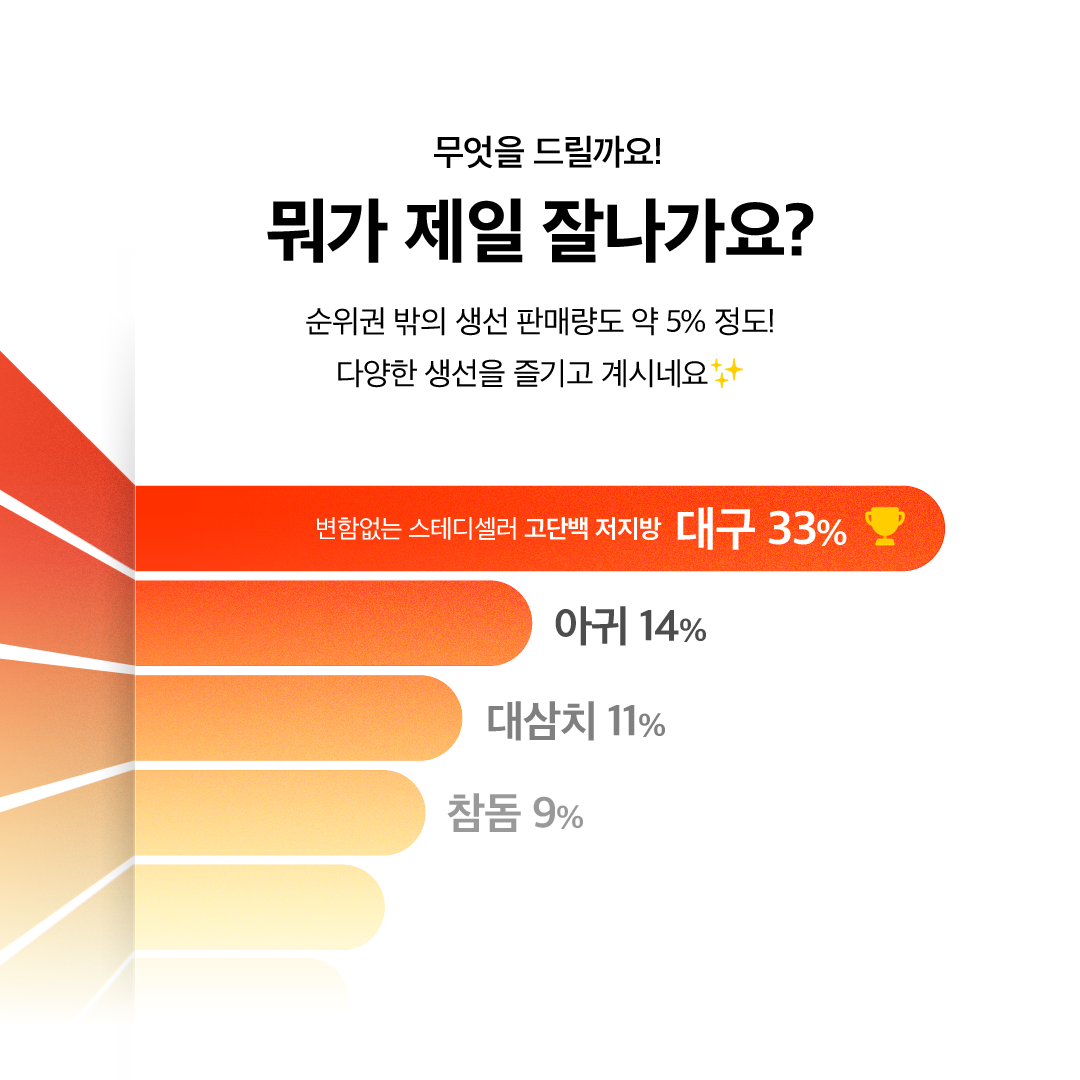 무엇을 드릴까요!
뭐가 제일 잘나가요?
순위권 밖의 생선 판매량도 약 5% 정도!
다양한 생선을 즐기고 계시네요✨
변함없는 스테디셀러 고단백 저지방 대구 33%
아귀 14%
대삼치 11%
참돔 9%